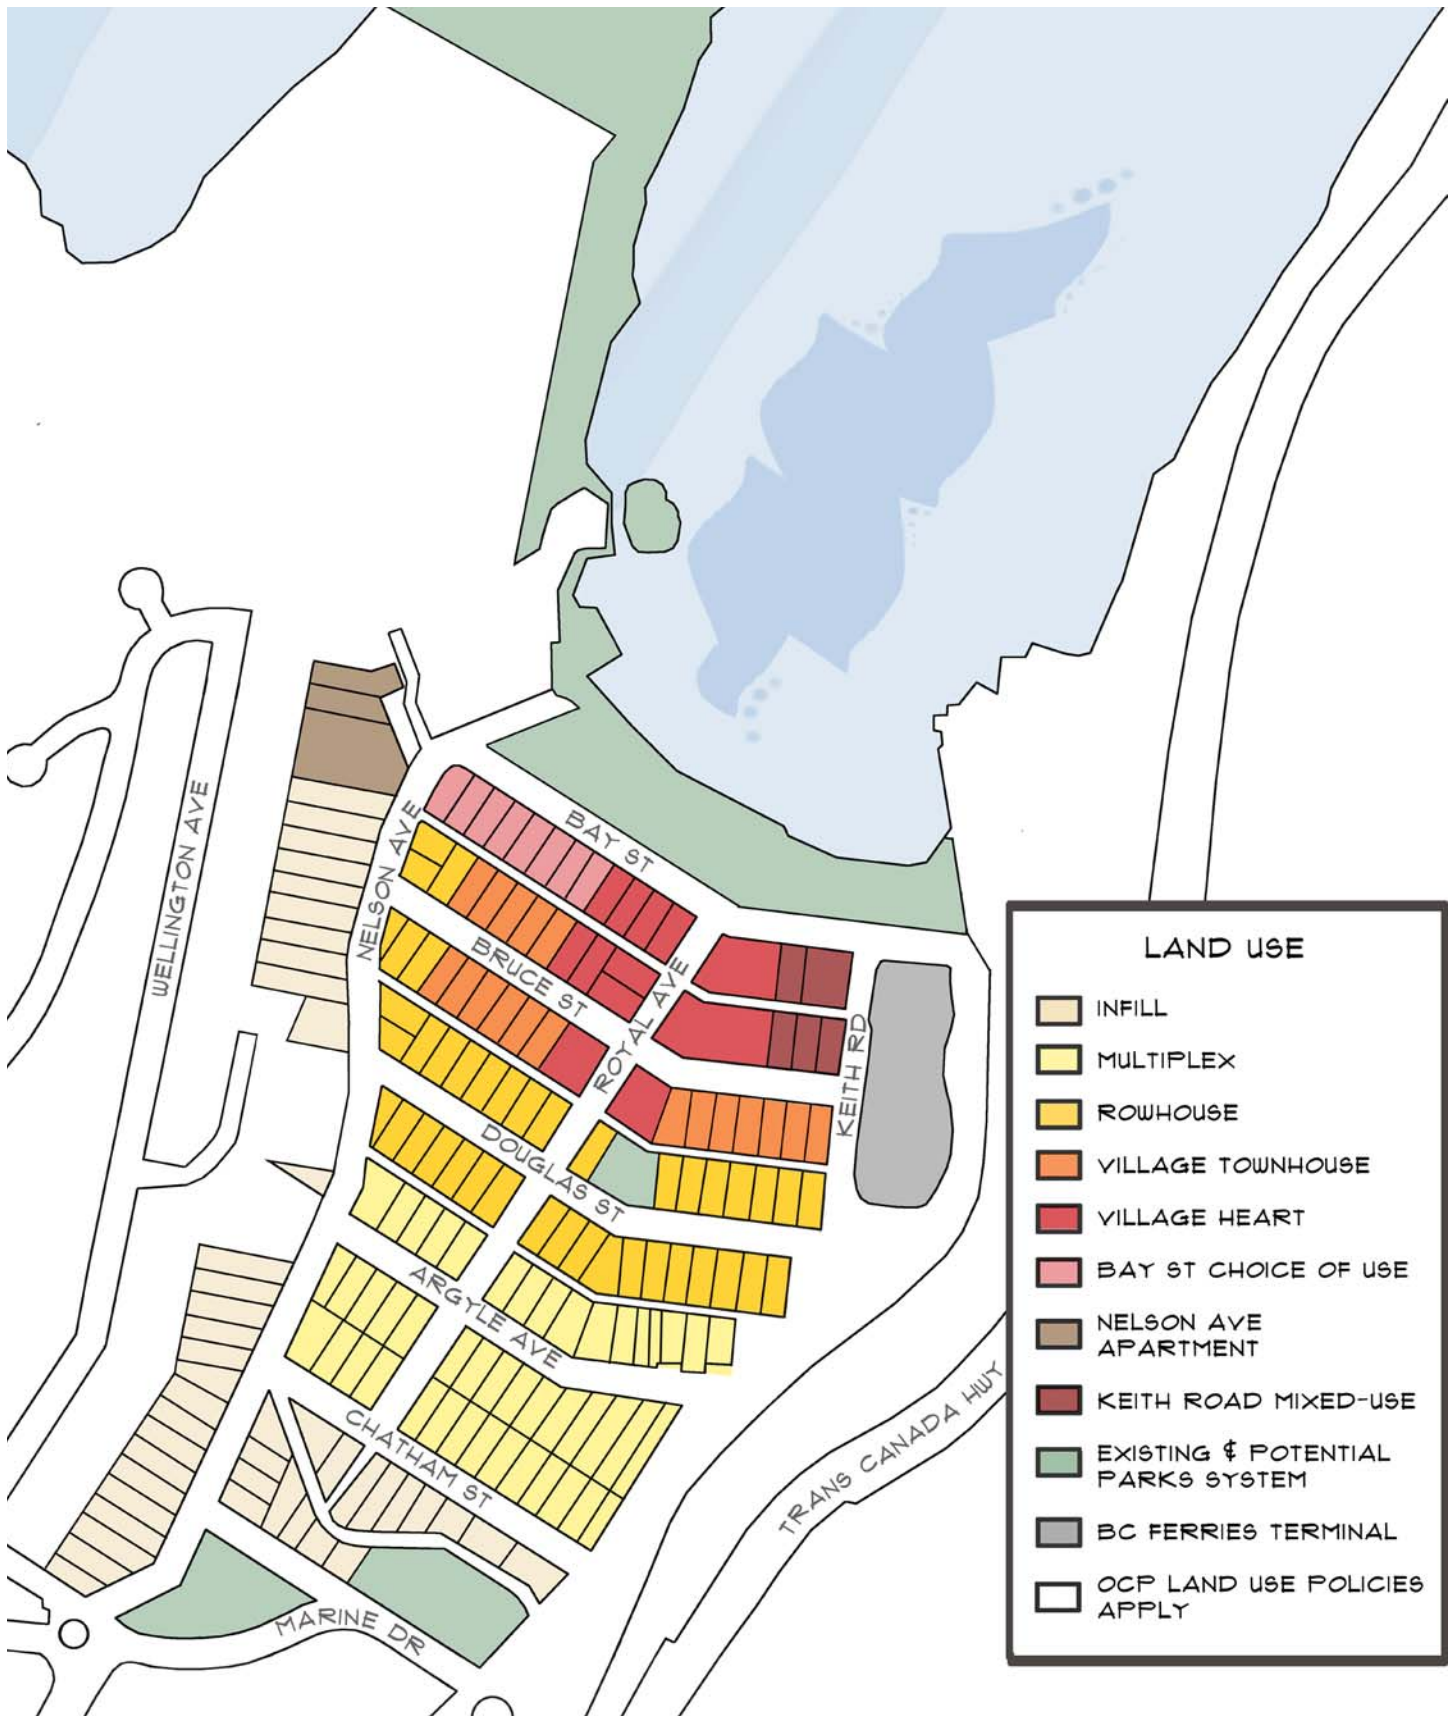 BAY ST
WELLINGTON AVE
NELSON AVE
BRUCE ST
ROYAL AVE
KEITH RD
DOUGLAS ST
ARGYLE AVE
CHATHAM ST
TRANS CANADA HWY
MARINE DR
LAND USE
INFILL
MULTIPLEX
ROWHOUSE
VILLAGE TOWNHOUSE
VILLAGE HEART
BAY ST CHOICE OF USE
NELSON AVE
APARTMENT
KEITH ROAD MIXED-USE
EXISTING & POTENTIAL
PARKS SYSTEM
BC FERRIES TERMINAL
OCP LAND USE POLICIES
APPLY